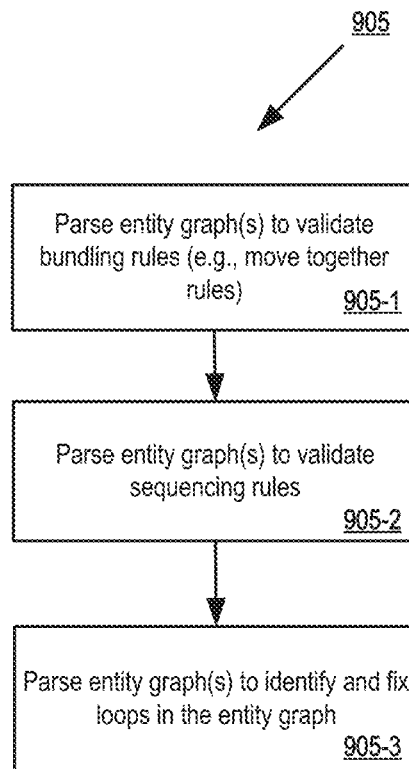 905
Parse entity graph(s) to validate
bundling rules (e.g., move together
rules)
905-1
Parse entity graph(s) to validate
sequencing rules
905-2
Parse entity graph(s) to identify and fix
loops in the entity graph
905-3